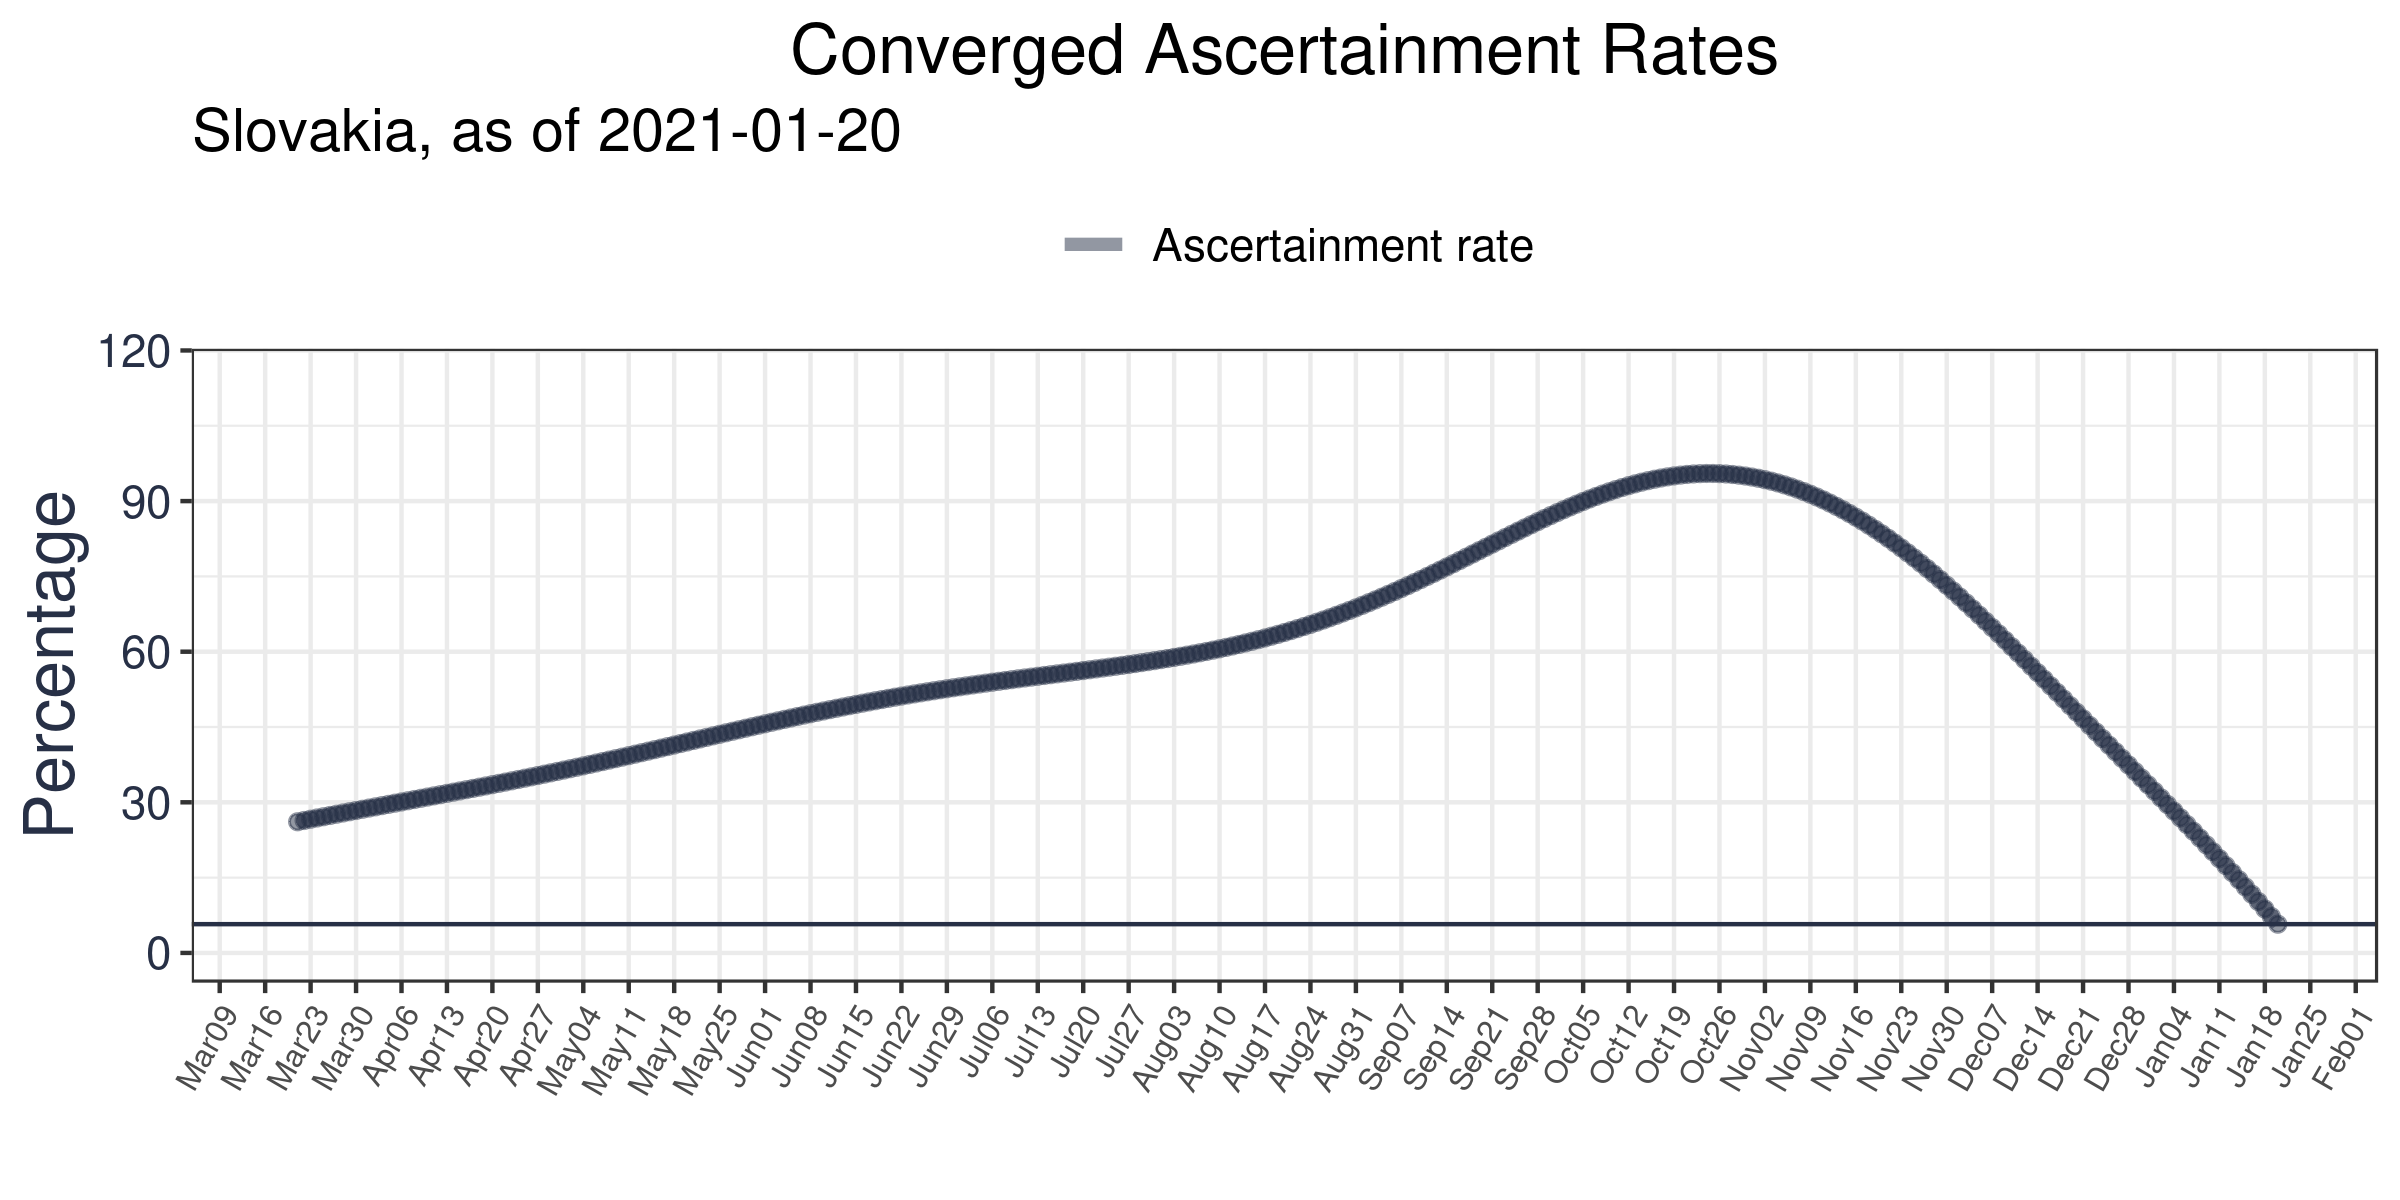 Converged Ascertainment Rates
Slovakia, as of 2021-01-20
Ascertainment rate
Percentage
120
90
60
30
0
Mar09
Mar16
Mar23
Mar30
Apr06
Apr13
Apr20
Apr27
May04
May11
May18
May25
Jun01
Jun08
Jun15
Jun22
Jun29
Jul06
Jul13
Jul20
Jul27
Aug03
Aug10
Aug17
Aug24
Aug31
Sep07
Sep14
Sep21
Sep28
Oct05
Oct12
Oct19
Oct26
Nov02
Nov09
Nov16
Nov23
Nov30
Dec07
Dec14
Dec21
Dec28
Jan04
Jan11
Jan18
Jan25
Feb01